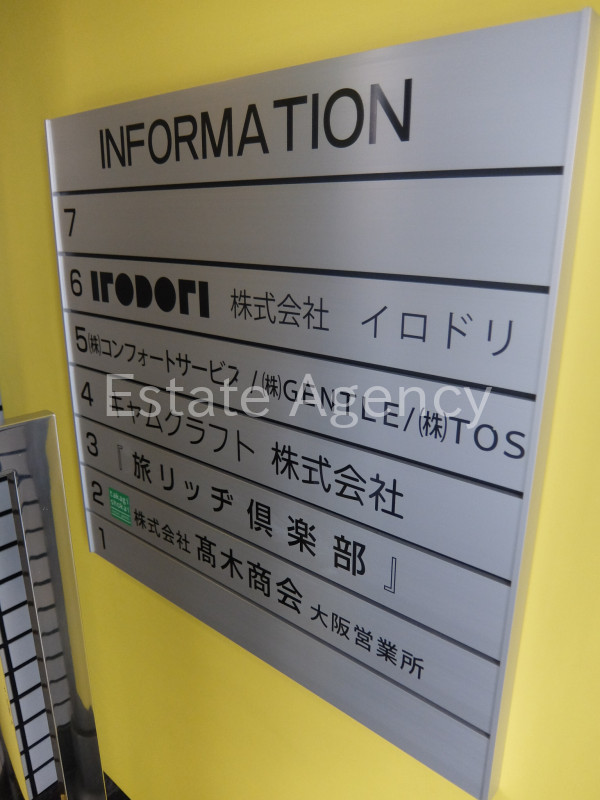 INFORMATION
7
6 IrODOrI 株式会社 イロドリ
5 ㈱コンフォートサービス /㈱GENTLE/㈱TOS
4 キャムクラフト 株式会社
3 『旅リッヂ倶楽部』
2 株式会社 髙木商会 大阪営業所
1
Estate Agency